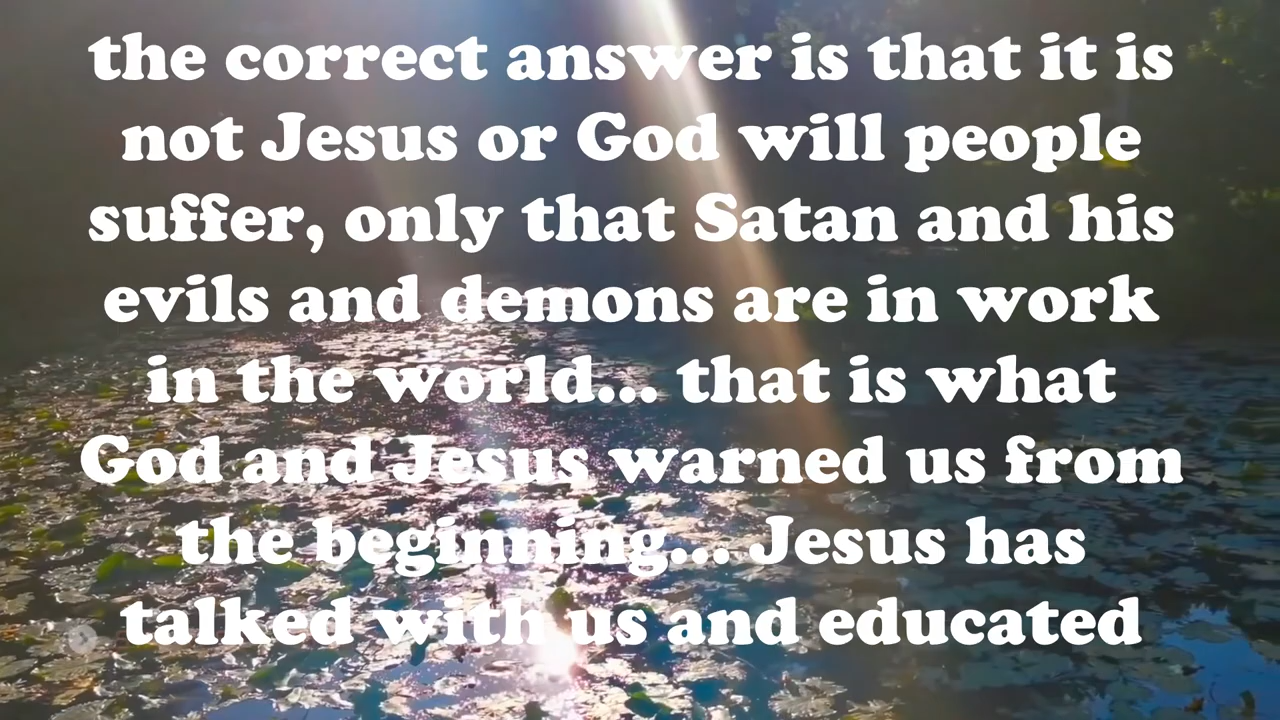 the correct answer is that it is
not Jesus or God will people
suffer, only that Satan and his
evils and demons are in work
in the world... that is what
God and Jesus warned us from
the beginning... Jesus has
talked with us and educated